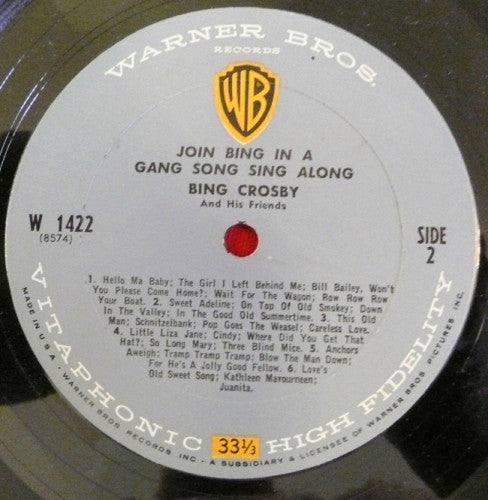 WARNER BROS.
RECORDS
WB
JOIN BING IN A
GANG SONG SING ALONG
BING CROSBY
And His Friends
W 1422
(8574)
SIDE
2
1. Hello Ma Baby; The Girl I Left Behind Me; Bill Bailey, Won't
You Please Come Home?; Wait For The Wagon; Row Row Row
Your Boat. 2. Sweet Adeline; On Top Of Old Smokey; Down
In The Valley; In The Good Old Summertime. 3. This Old
Man; Schnitzelbank; Pop Goes The Weasel; Careless Love.
4. Little Liza Jane; Cindy; Where Did You Get That
Hat?; So Long Mary; Three Blind Mice. 5. Anchors
Aweigh; Tramp Tramp Tramp; Blow The Man Down;
For He's A Jolly Good Fellow. 6. Love's
Old Sweet Song; Kathleen Mavourneen;
Juanita.
VITAPHONIC 33⅓ HIGH FIDELITY
MADE IN U.S.A. WARNER BROS. RECORDS INC - A SUBSIDIARY & LICENSEE OF WARNER BROS. PICTURES INC.